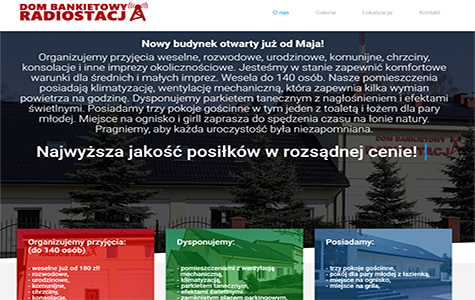 DOM BANKIETOWY
RADIOSTACJA
O nas Galeria Lokalizacja Kontakt
Nowy budynek otwarty już od Maja!
Organizujemy przyjęcia weselne, rozwodowe, urodzinowe, komunijne, chrzciny,
konsolacje i inne imprezy okolicznościowe. Jesteśmy w stanie zapewnić komfortowe
warunki dla średnich i małych imprez. Wesela do 140 osób. Nasze pomieszczenia
posiadają klimatyzację, wentylację mechaniczną, która zapewnia kilka wymian
powietrza na godzinę. Dysponujemy parkietem tanecznym z nagłośnieniem i efektami
świetlnymi. Posiadamy trzy pokoje gościnne w tym jeden z toaletą i łożem dla pary
młodej. Miejsce na ognisko i girll zaprasza do spędzenia czasu na łonie natury.
Pragniemy, aby każda uroczystość była niezapomniana.
Najwyższa jakość posiłków w rozsądnej cenie!
DOM BANKIETOWY
RADIOSTACJA
Organizujemy przyjęcia:
(do 140 osób)
- wesela już od 180 zł!
- rozwodowe,
- urodzinowe,
- komunijne,
- chrzciny,
- konsolacje,
Dysponujemy:
- pomieszczeniami z wentylacją
mechaniczną,
- klimatyzacją,
- parkietem tanecznym,
- efektami świetlnymi,
- zamkniętym placem parkingowym,
Posiadamy:
- trzy pokoje gościnne,
- pokój dla pary młodej z łazienką,
- miejsce na ognisko,
- miejsce na grila,